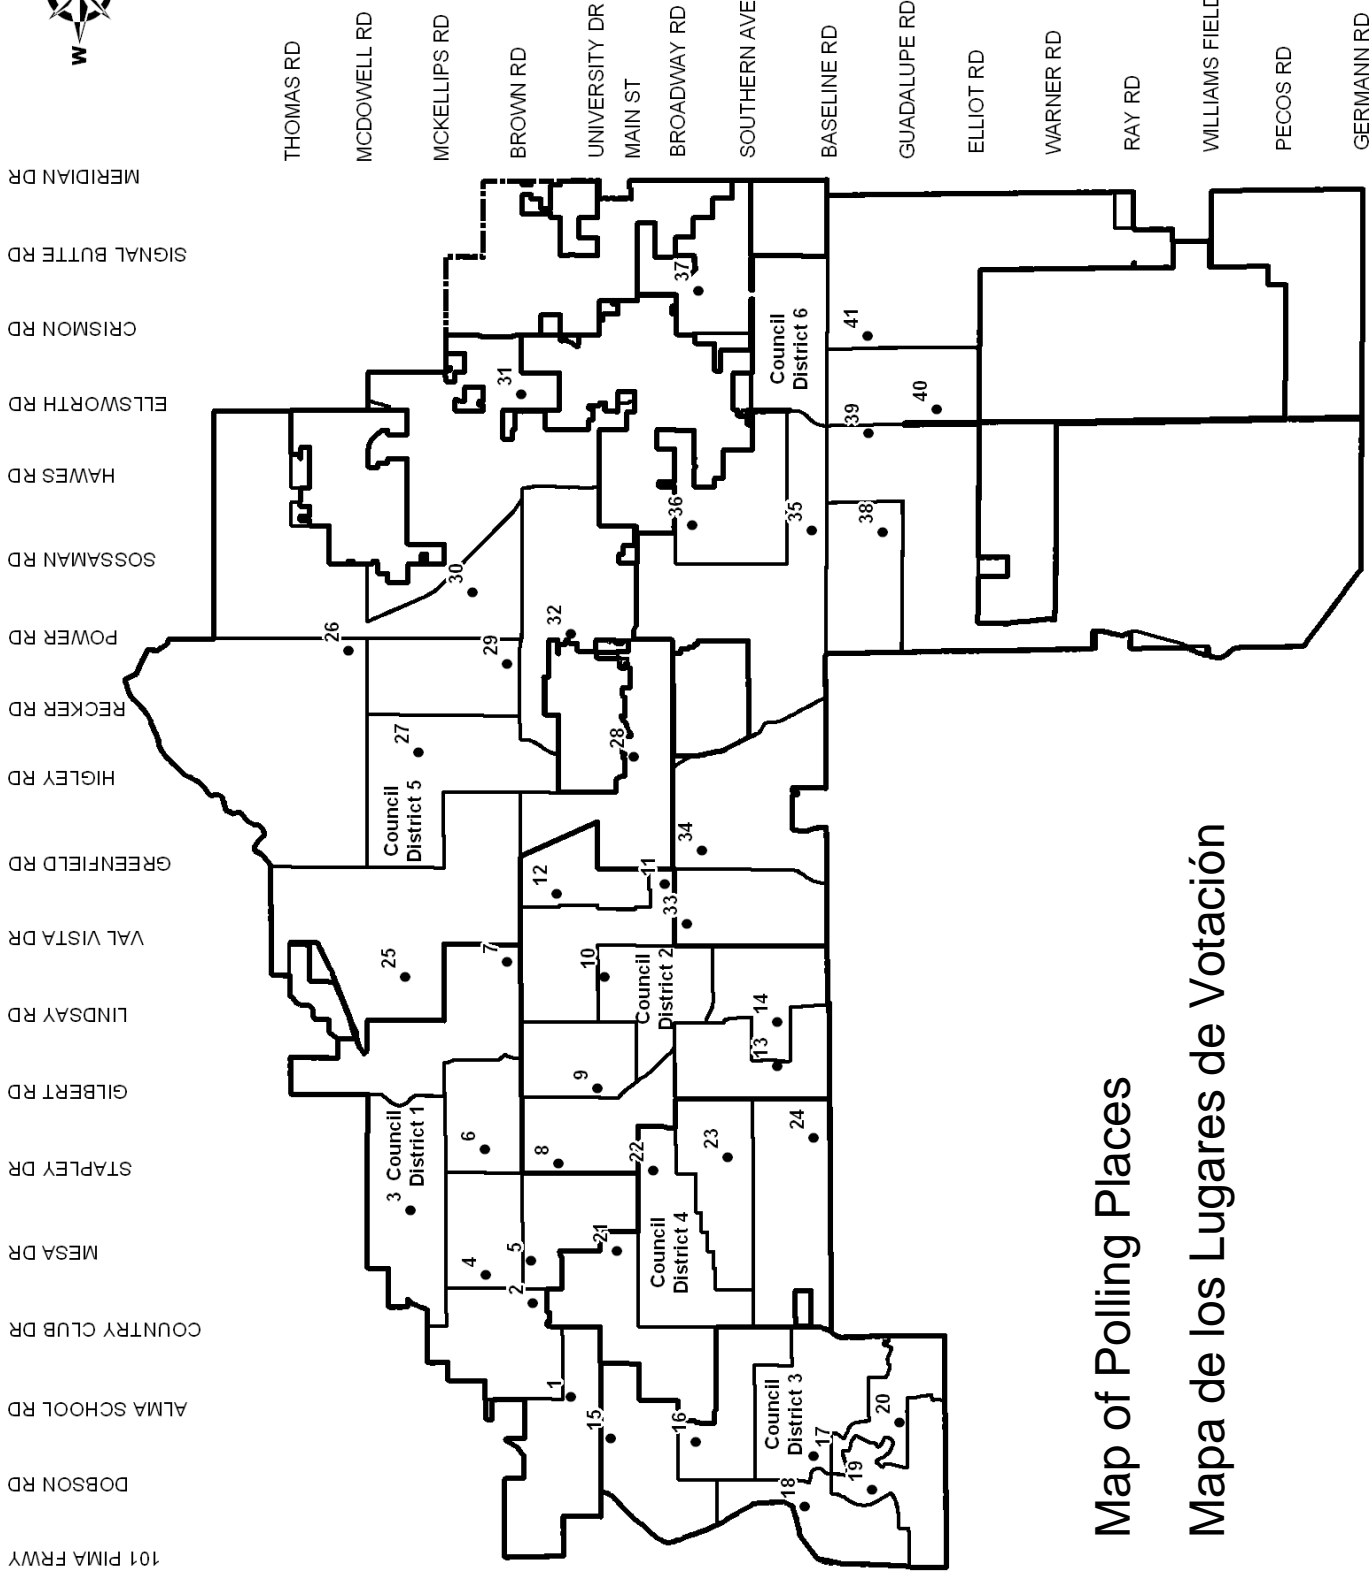 W
THOMAS RD
MCDOWELL RD
MCKELLIPS RD
BROWN RD
UNIVERSITY DR
MAIN ST
BROADWAY RD
SOUTHERN AVE
BASELINE RD
GUADALUPE RD
ELLIOT RD
WARNER RD
RAY RD
WILLIAMS FIELD
PECOS RD
GERMANN RD
101 PIMA FRWY
DOBSON RD
ALMA SCHOOL RD
COUNTRY CLUB DR
MESA DR
STAPLEY DR
GILBERT RD
LINDSAY RD
VAL VISTA DR
GREENFIELD RD
HIGLEY RD
RECKER RD
POWER RD
SOSSAMAN RD
HAWES RD
ELLSWORTH RD
CRISMON RD
SIGNAL BUTTE RD
MERIDIAN DR
Council
District 1
Council
District 2
Council
District 3
Council
District 4
Council
District 5
Council
District 6
1
2
3
4
5
6
7
8
9
10
11
12
13
14
15
16
17
18
19
20
21
22
23
24
25
26
27
28
29
30
31
32
33
34
35
36
37
38
39
40
41
Map of Polling Places
Mapa de los Lugares de Votación